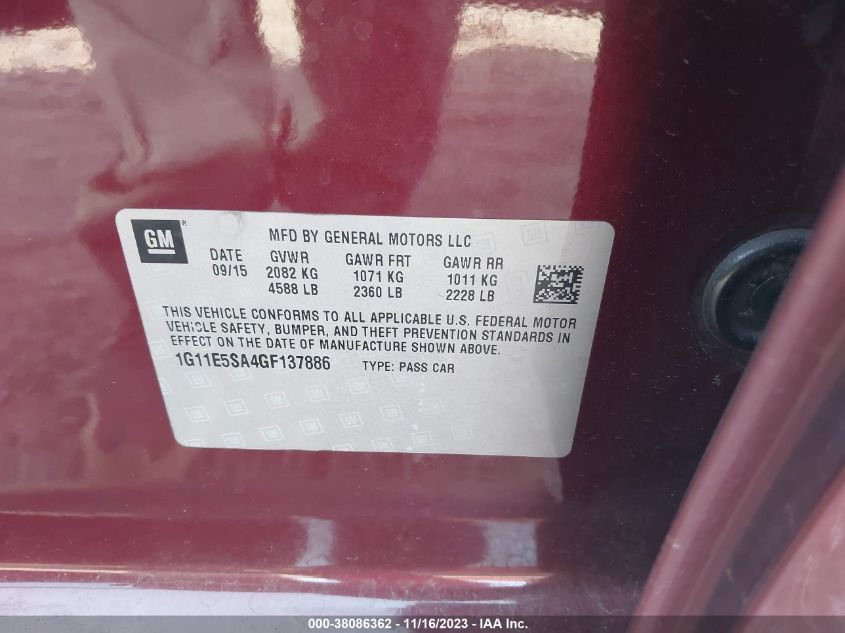 GM
MFD BY GENERAL MOTORS LLC
DATE GVWR GAWR FRT GAWR RR
09/15 2082 KG 1071 KG 1011 KG
4588 LB 2360 LB 2228 LB
THIS VEHICLE CONFORMS TO ALL APPLICABLE U.S. FEDERAL MOTOR
VEHICLE SAFETY, BUMPER, AND THEFT PREVENTION STANDARDS IN
EFFECT ON THE DATE OF MANUFACTURE SHOWN ABOVE.
1G11E5SA4GF137886 TYPE: PASS CAR
000-38086362 - 11/16/2023 - IAA Inc.